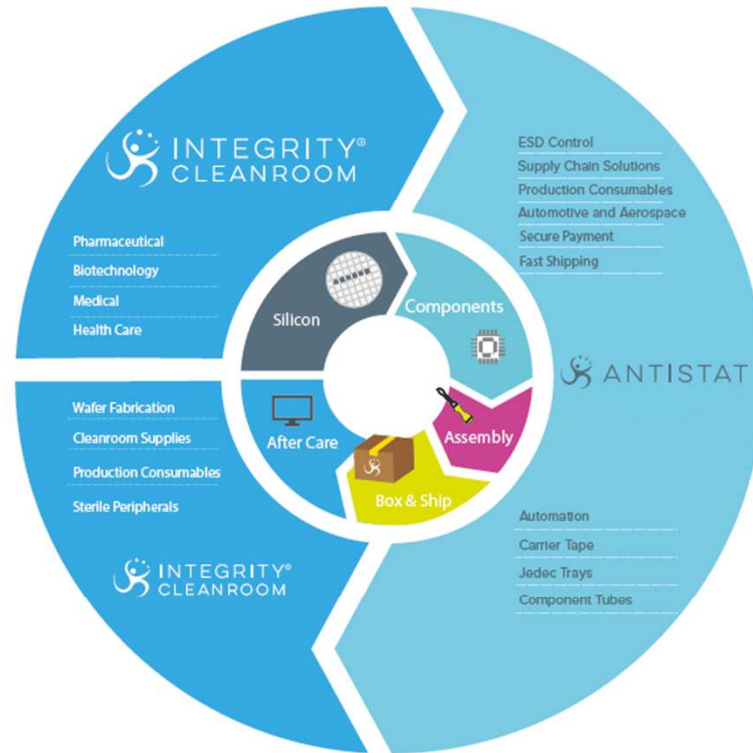 INTEGRITY®
CLEANROOM
Pharmaceutical
Biotechnology
Medical
Health Care
ESD Control
Supply Chain Solutions
Production Consumables
Automotive and Aerospace
Secure Payment
Fast Shipping
Silicon
Components
ANTISTAT
After Care
Assembly
Box & Ship
Wafer Fabrication
Cleanroom Supplies
Production Consumables
Sterile Peripherals
INTEGRITY®
CLEANROOM
Automation
Carrier Tape
Jedec Trays
Component Tubes